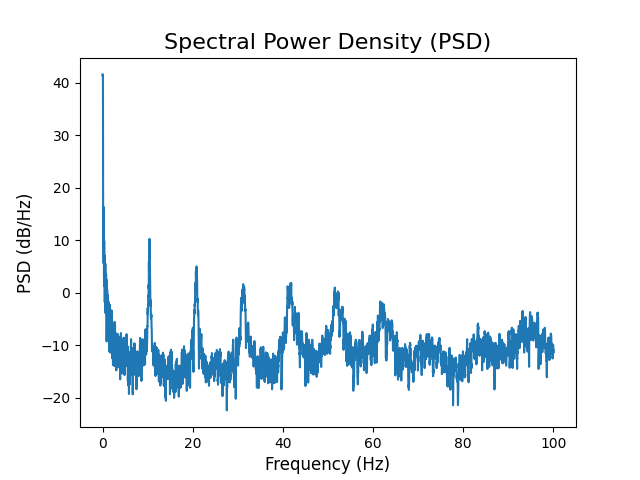 Spectral Power Density (PSD)
PSD (dB/Hz)
40
30
20
10
0
−10
−20
0 20 40 60 80 100
Frequency (Hz)